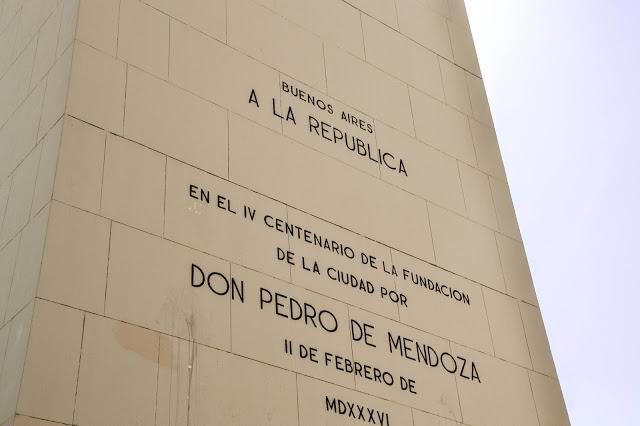 BUENOS AIRES
A LA REPUBLICA
EN EL IV CENTENARIO DE LA FUNDACION
DE LA CIUDAD POR
DON PEDRO DE MENDOZA
II DE FEBRERO DE
MDXXXVI